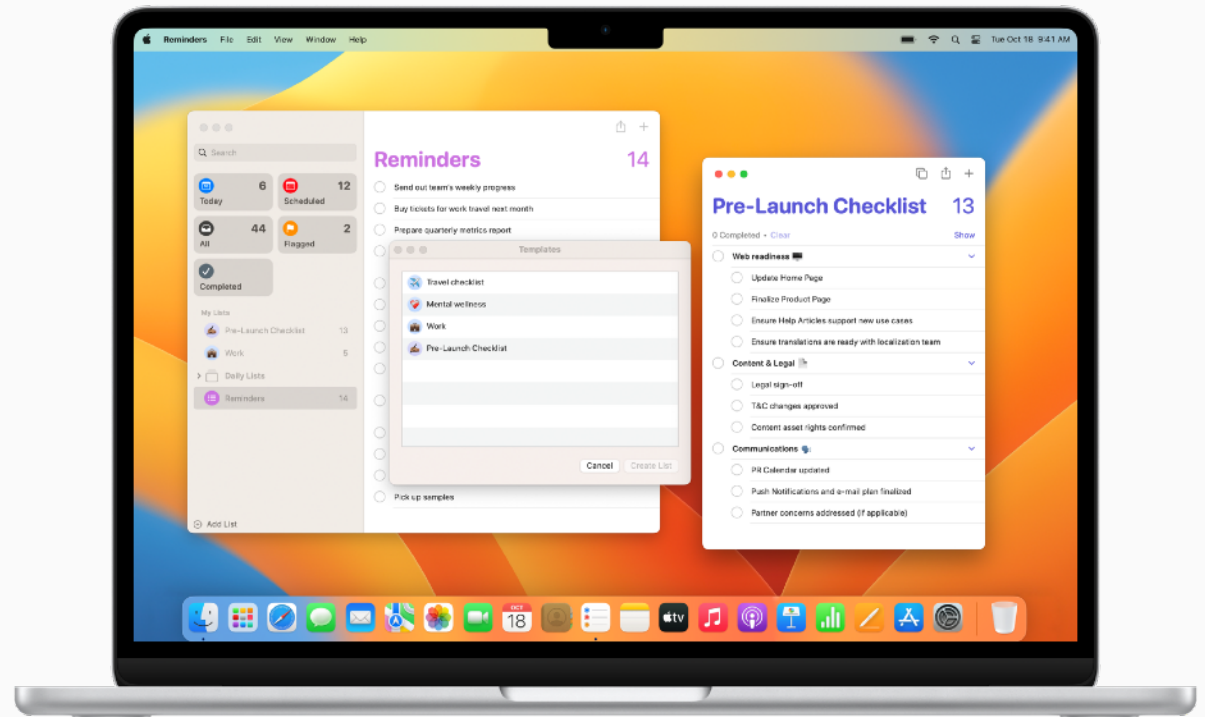 Reminders File Edit View Window Help
Tue Oct 18 9:41 AM
Search
6
Today
12
Scheduled
44
All
2
Flagged
Completed
My Lists
Pre-Launch Checklist 13
Work 5
Daily Lists
Reminders 14
Add List
Reminders 14
Send out team's weekly progress
Buy tickets for work travel next month
Prepare quarterly metrics report
Pick up samples
Templates
Travel checklist
Mental wellness
Work
Pre-Launch Checklist
Cancel Create List
Pre-Launch Checklist 13
0 Completed • Clear Show
Web readiness 🖥️
Update Home Page
Finalize Product Page
Ensure Help Articles support new use cases
Ensure translations are ready with localization team
Content & Legal 📄
Legal sign-off
T&C changes approved
Content asset rights confirmed
Communications 🗣️
PR Calendar updated
Push Notifications and e-mail plan finalized
Partner concerns addressed (if applicable)
OCT
18
tv